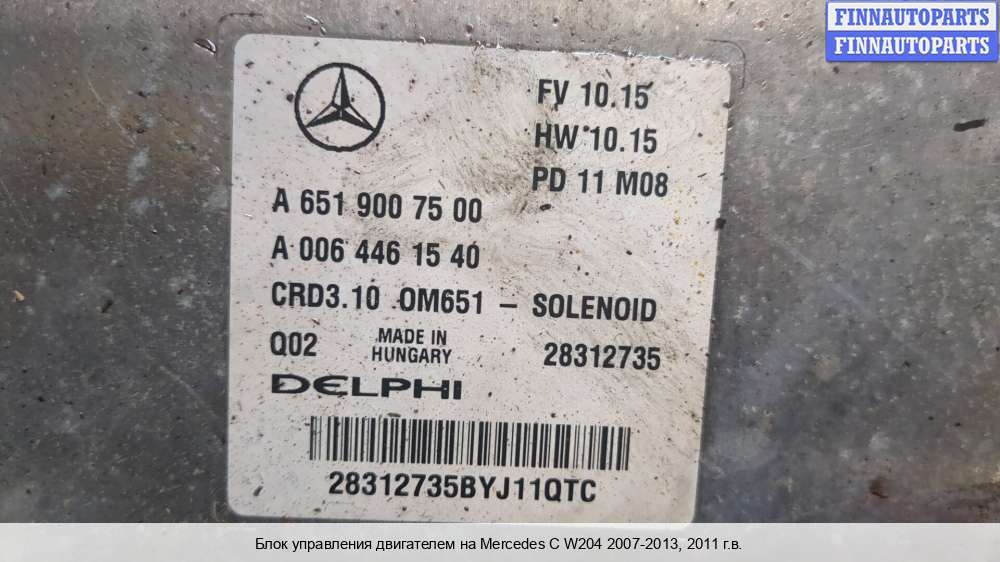 FINNAUTOPARTS
FINNAUTOPARTS
FV 10.15
HW 10.15
PD 11 M08
A 651 900 75 00
A 006 446 15 40
CRD3.10 OM651 – SOLENOID
Q02 MADE IN HUNGARY 28312735
DELPHI
28312735BYJ11QTC
Блок управления двигателем на Mercedes C W204 2007-2013, 2011 г.в.